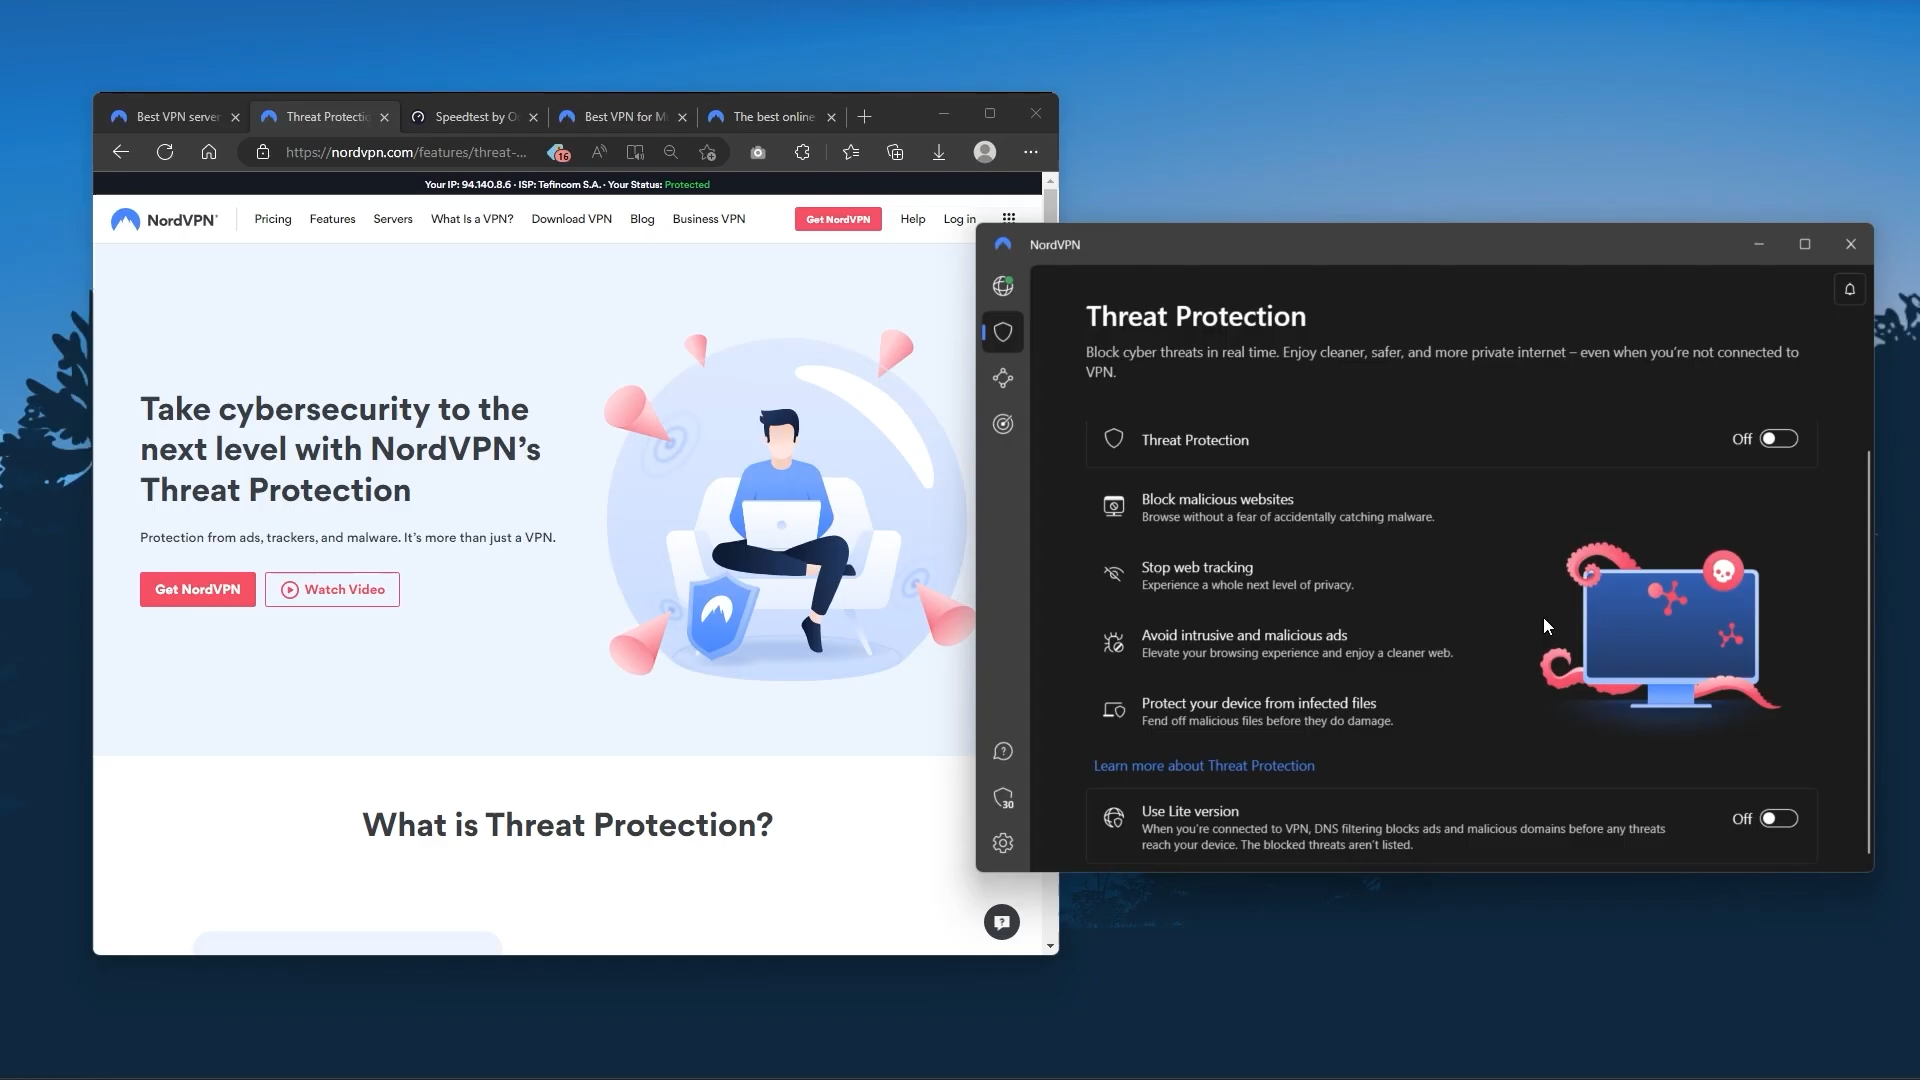 Best VPN server
Threat Protectio
Speedtest by O
Best VPN for M
The best online
https://nordvpn.com/features/threat-...
16
Your IP: 94.140.8.6 · ISP: Tefincom S.A. · Your Status: Protected
NordVPN®
Pricing
Features
Servers
What Is a VPN?
Download VPN
Blog
Business VPN
Get NordVPN
Help
Log in
Take cybersecurity to the
next level with NordVPN’s
Threat Protection
Protection from ads, trackers, and malware. It’s more than just a VPN.
Get NordVPN
Watch Video
What is Threat Protection?
NordVPN
Threat Protection
Block cyber threats in real time. Enjoy cleaner, safer, and more private internet – even when you’re not connected to
VPN.
Threat Protection
Off
Block malicious websites
Browse without a fear of accidentally catching malware.
Stop web tracking
Experience a whole next level of privacy.
Avoid intrusive and malicious ads
Elevate your browsing experience and enjoy a cleaner web.
Protect your device from infected files
Fend off malicious files before they do damage.
Learn more about Threat Protection
30
Use Lite version
Off
When you’re connected to VPN, DNS filtering blocks ads and malicious domains before any threats
reach your device. The blocked threats aren’t listed.